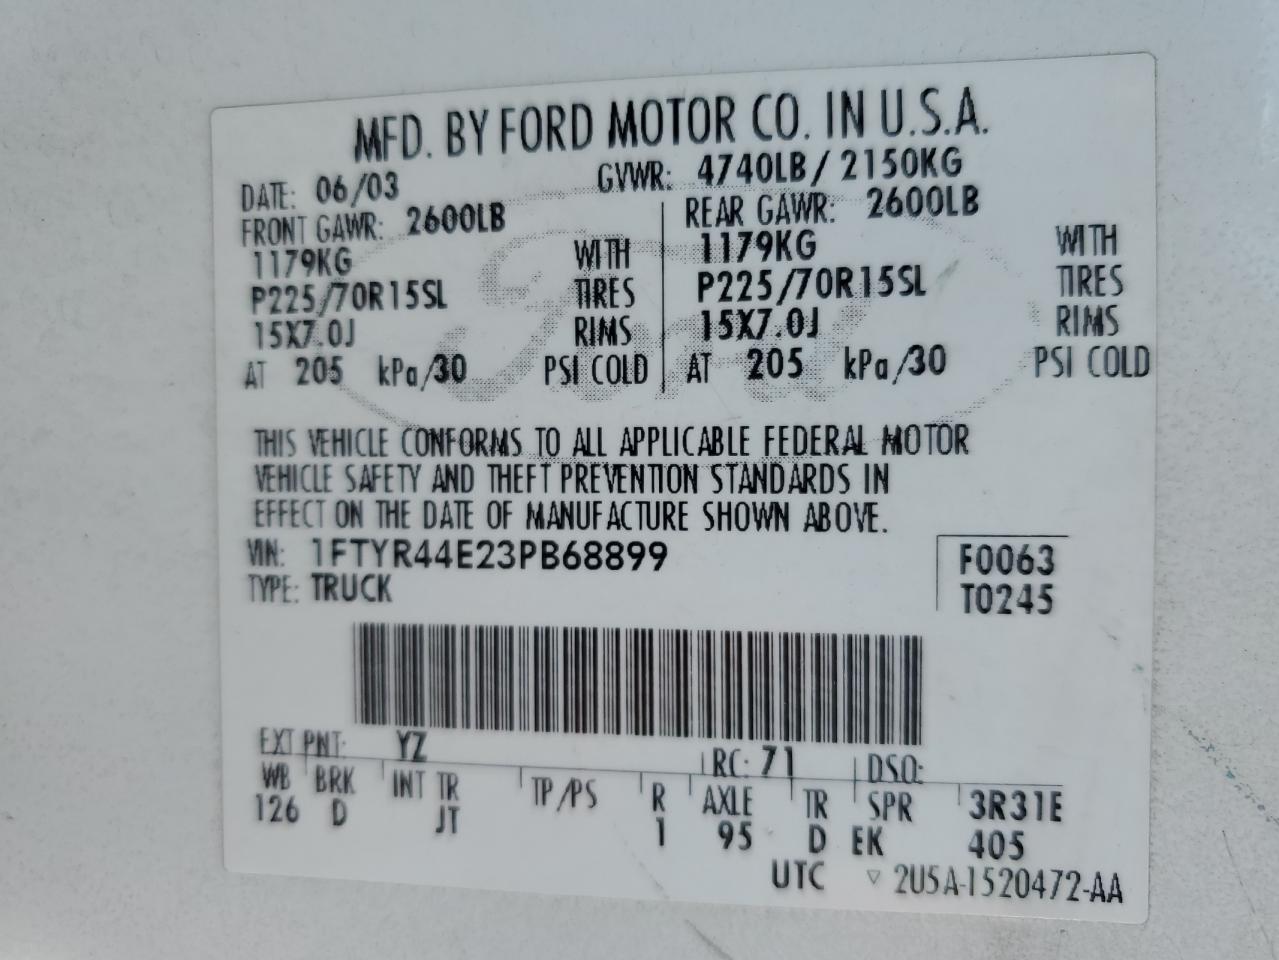 MFD. BY FORD MOTOR CO. IN U.S.A.
DATE: 06/03 GVWR: 4740LB / 2150KG
FRONT GAWR: 2600LB REAR GAWR: 2600LB
1179KG WITH 1179KG WITH
P225/70R15SL TIRES P225/70R15SL TIRES
15X7.0J RIMS 15X7.0J RIMS
AT 205 kPa/30 PSI COLD AT 205 kPa/30 PSI COLD
Ford
THIS VEHICLE CONFORMS TO ALL APPLICABLE FEDERAL MOTOR
VEHICLE SAFETY AND THEFT PREVENTION STANDARDS IN
EFFECT ON THE DATE OF MANUFACTURE SHOWN ABOVE.
VIN: 1FTYR44E23PB68899 F0063
TYPE: TRUCK T0245
EXT PNT: YZ RC: 71 DSO:
WB BRK INT TR TP/PS R AXLE TR SPR 3R31E
126 D JT 1 95 D EK 405
UTC ▽ 2U5A-1520472-AA